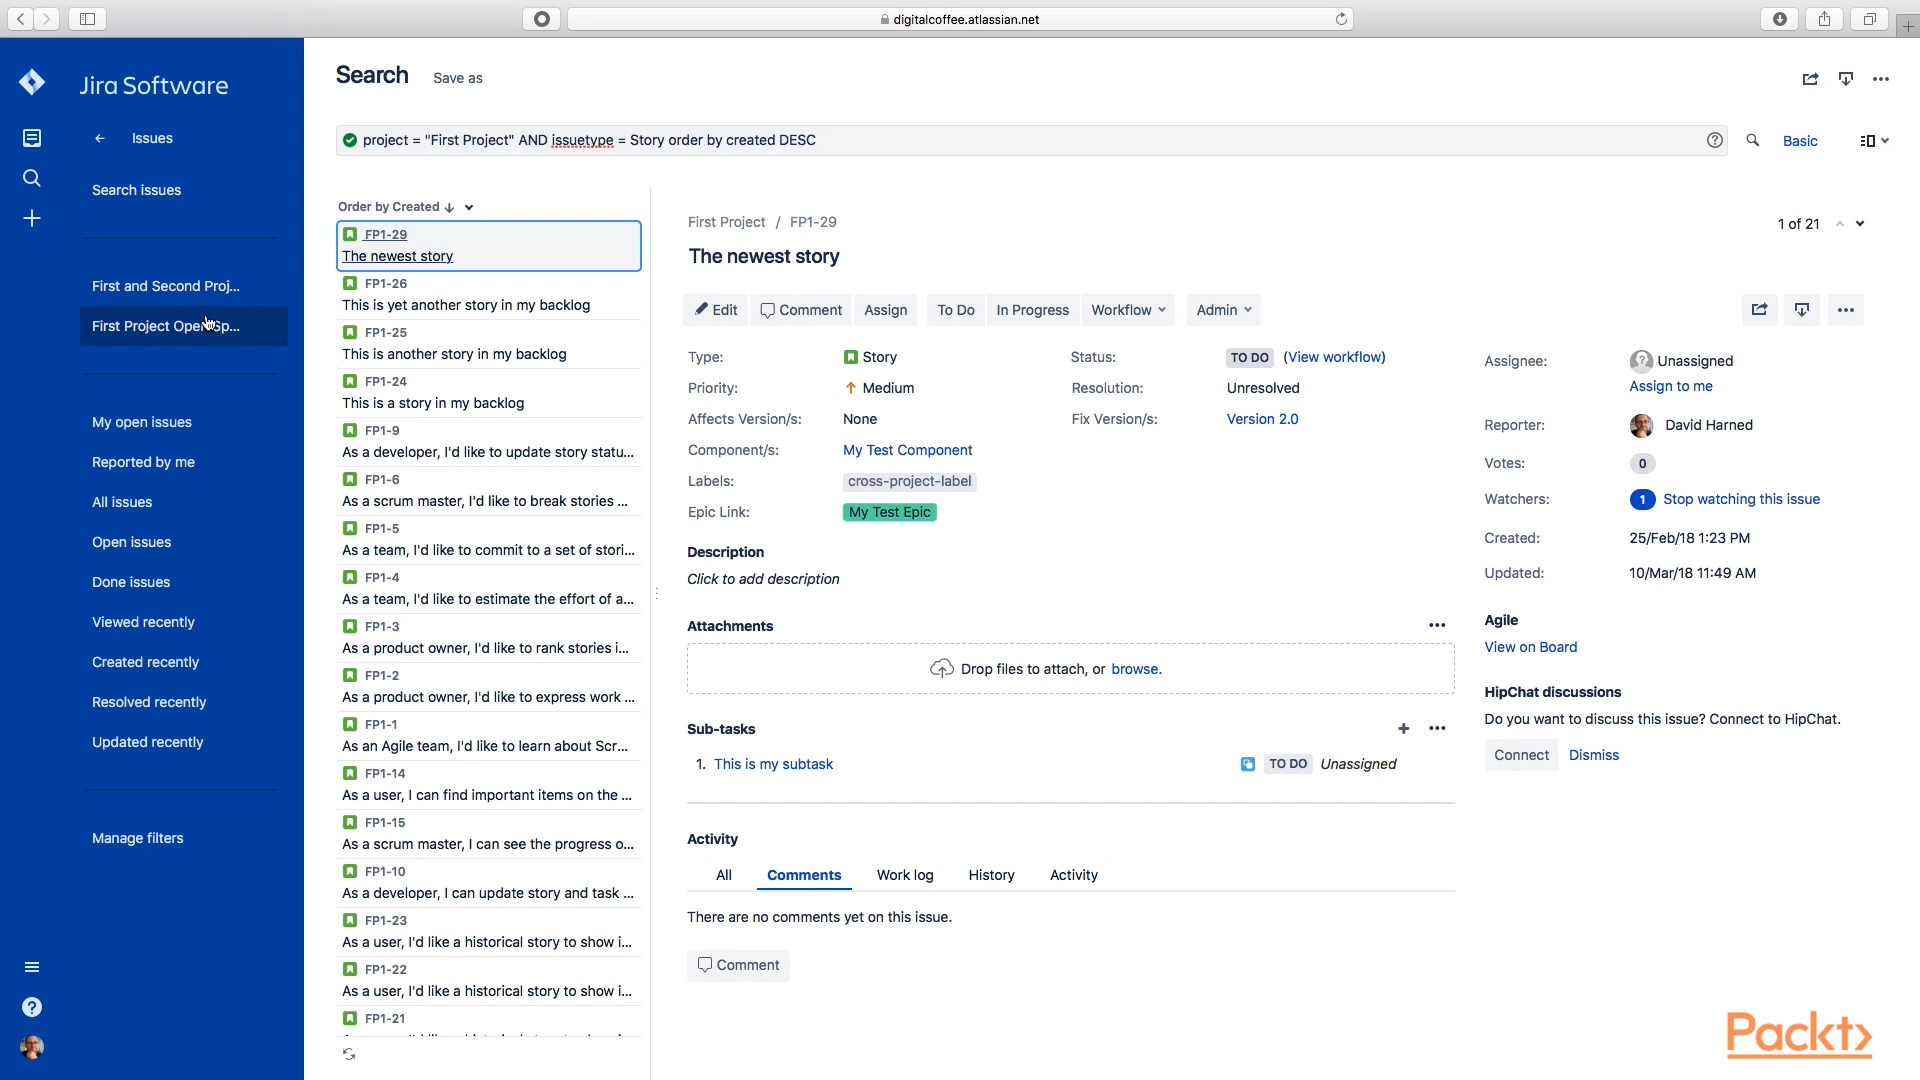 digitalcoffee.atlassian.net
Jira Software
Issues
Search issues
First and Second Proj...
First Project Open Sp...
My open issues
Reported by me
All issues
Open issues
Done issues
Viewed recently
Created recently
Resolved recently
Updated recently
Manage filters
Search Save as
project = "First Project" AND issuetype = Story order by created DESC
Basic
Order by Created
FP1-29
The newest story
FP1-26
This is yet another story in my backlog
FP1-25
This is another story in my backlog
FP1-24
This is a story in my backlog
FP1-9
As a developer, I'd like to update story statu...
FP1-6
As a scrum master, I'd like to break stories ...
FP1-5
As a team, I'd like to commit to a set of stori...
FP1-4
As a team, I'd like to estimate the effort of a...
FP1-3
As a product owner, I'd like to rank stories i...
FP1-2
As a product owner, I'd like to express work ...
FP1-1
As an Agile team, I'd like to learn about Scr...
FP1-14
As a user, I can find important items on the ...
FP1-15
As a scrum master, I can see the progress o...
FP1-10
As a developer, I can update story and task ...
FP1-23
As a user, I'd like a historical story to show i...
FP1-22
As a user, I'd like a historical story to show i...
FP1-21
First Project / FP1-29
1 of 21
The newest story
Edit Comment Assign To Do In Progress Workflow Admin
Type: Story
Priority: Medium
Affects Version/s: None
Component/s: My Test Component
Labels: cross-project-label
Epic Link: My Test Epic
Status: TO DO (View workflow)
Resolution: Unresolved
Fix Version/s: Version 2.0
Description
Click to add description
Attachments
Drop files to attach, or browse.
Sub-tasks
1. This is my subtask TO DO Unassigned
Activity
All Comments Work log History Activity
There are no comments yet on this issue.
Comment
Assignee: Unassigned
Assign to me
Reporter: David Harned
Votes: 0
Watchers: 1 Stop watching this issue
Created: 25/Feb/18 1:23 PM
Updated: 10/Mar/18 11:49 AM
Agile
View on Board
HipChat discussions
Do you want to discuss this issue? Connect to HipChat.
Connect Dismiss
Packt>